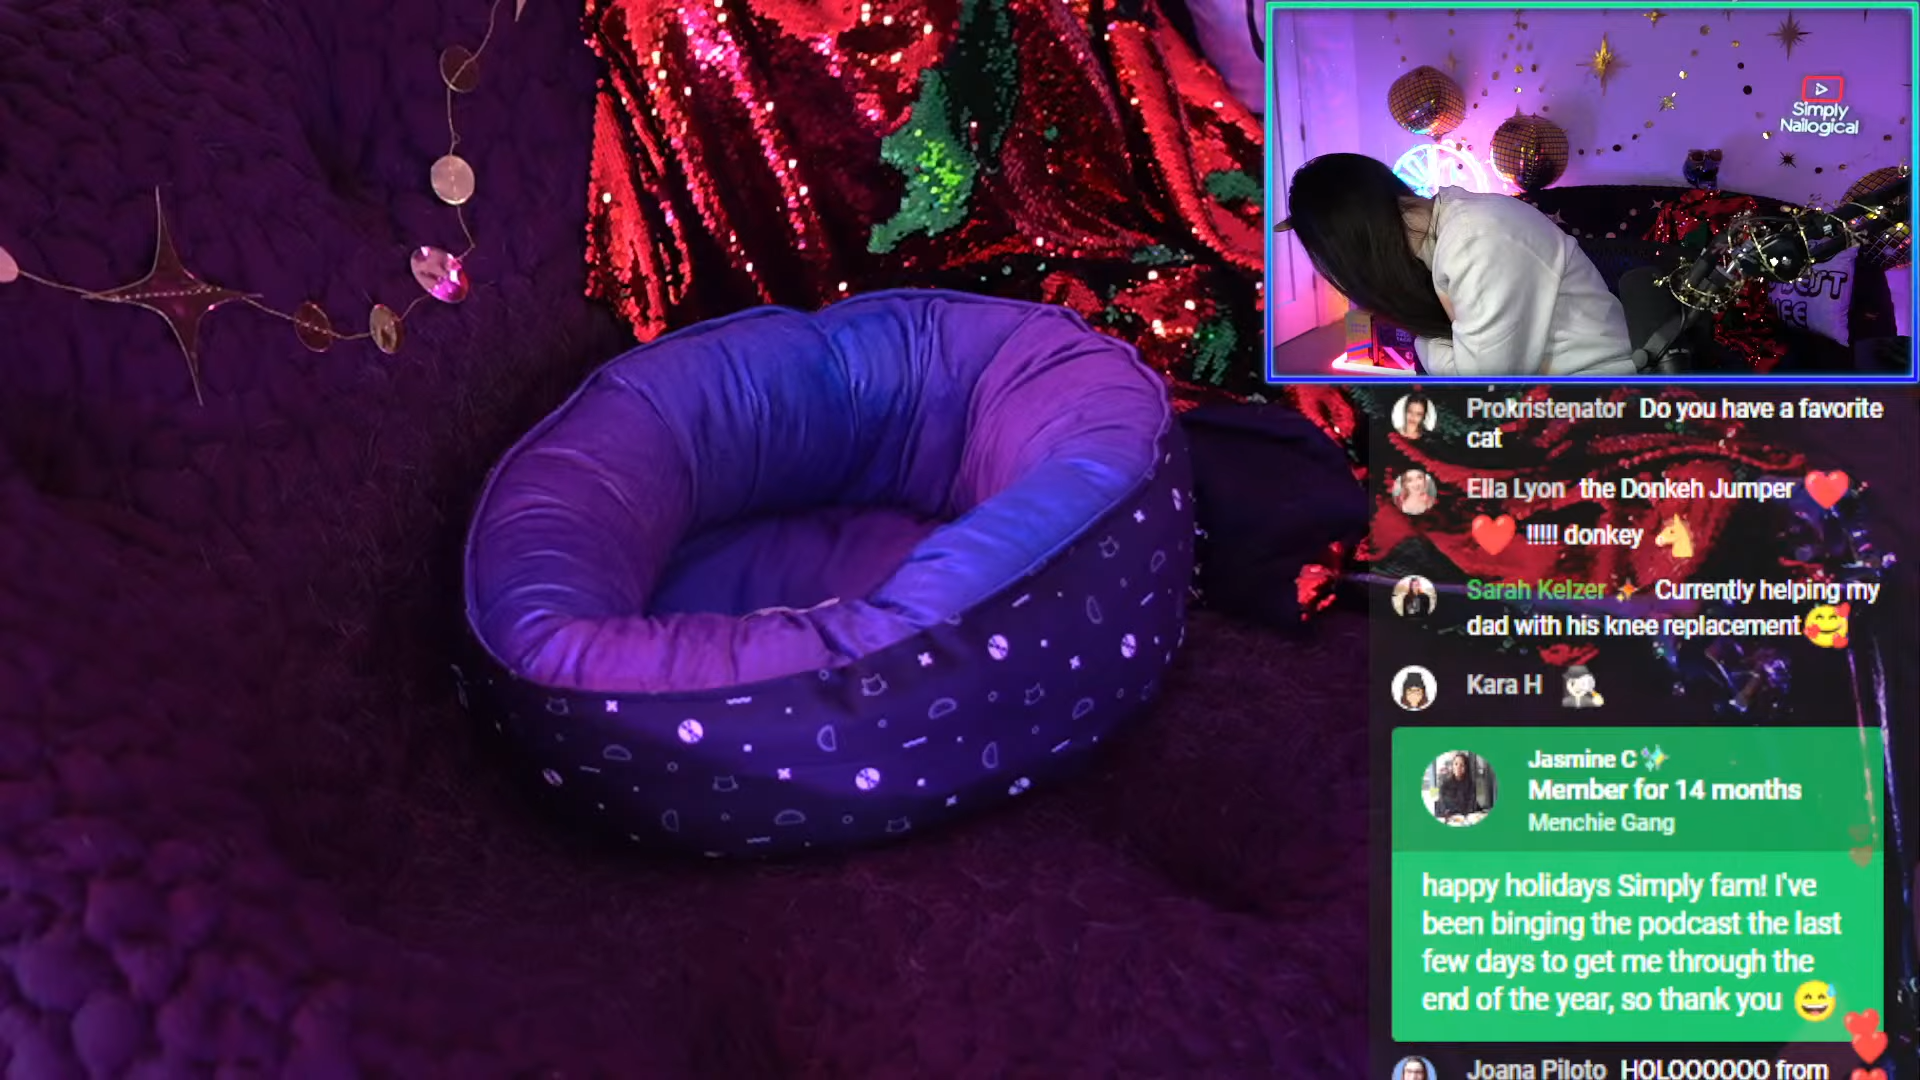 Simply
Nailogical
Prokristenator Do you have a favorite
cat
Ella Lyon the Donkeh Jumper ❤️
❤️ !!!!! donkey 🐴
Sarah Kelzer ✨ Currently helping my
dad with his knee replacement 🥰
Kara H
Jasmine C ✨
Member for 14 months
Menchie Gang
happy holidays Simply fam! I've
been binging the podcast the last
few days to get me through the
end of the year, so thank you 😅
Joana Piloto HOLOOOOOO from